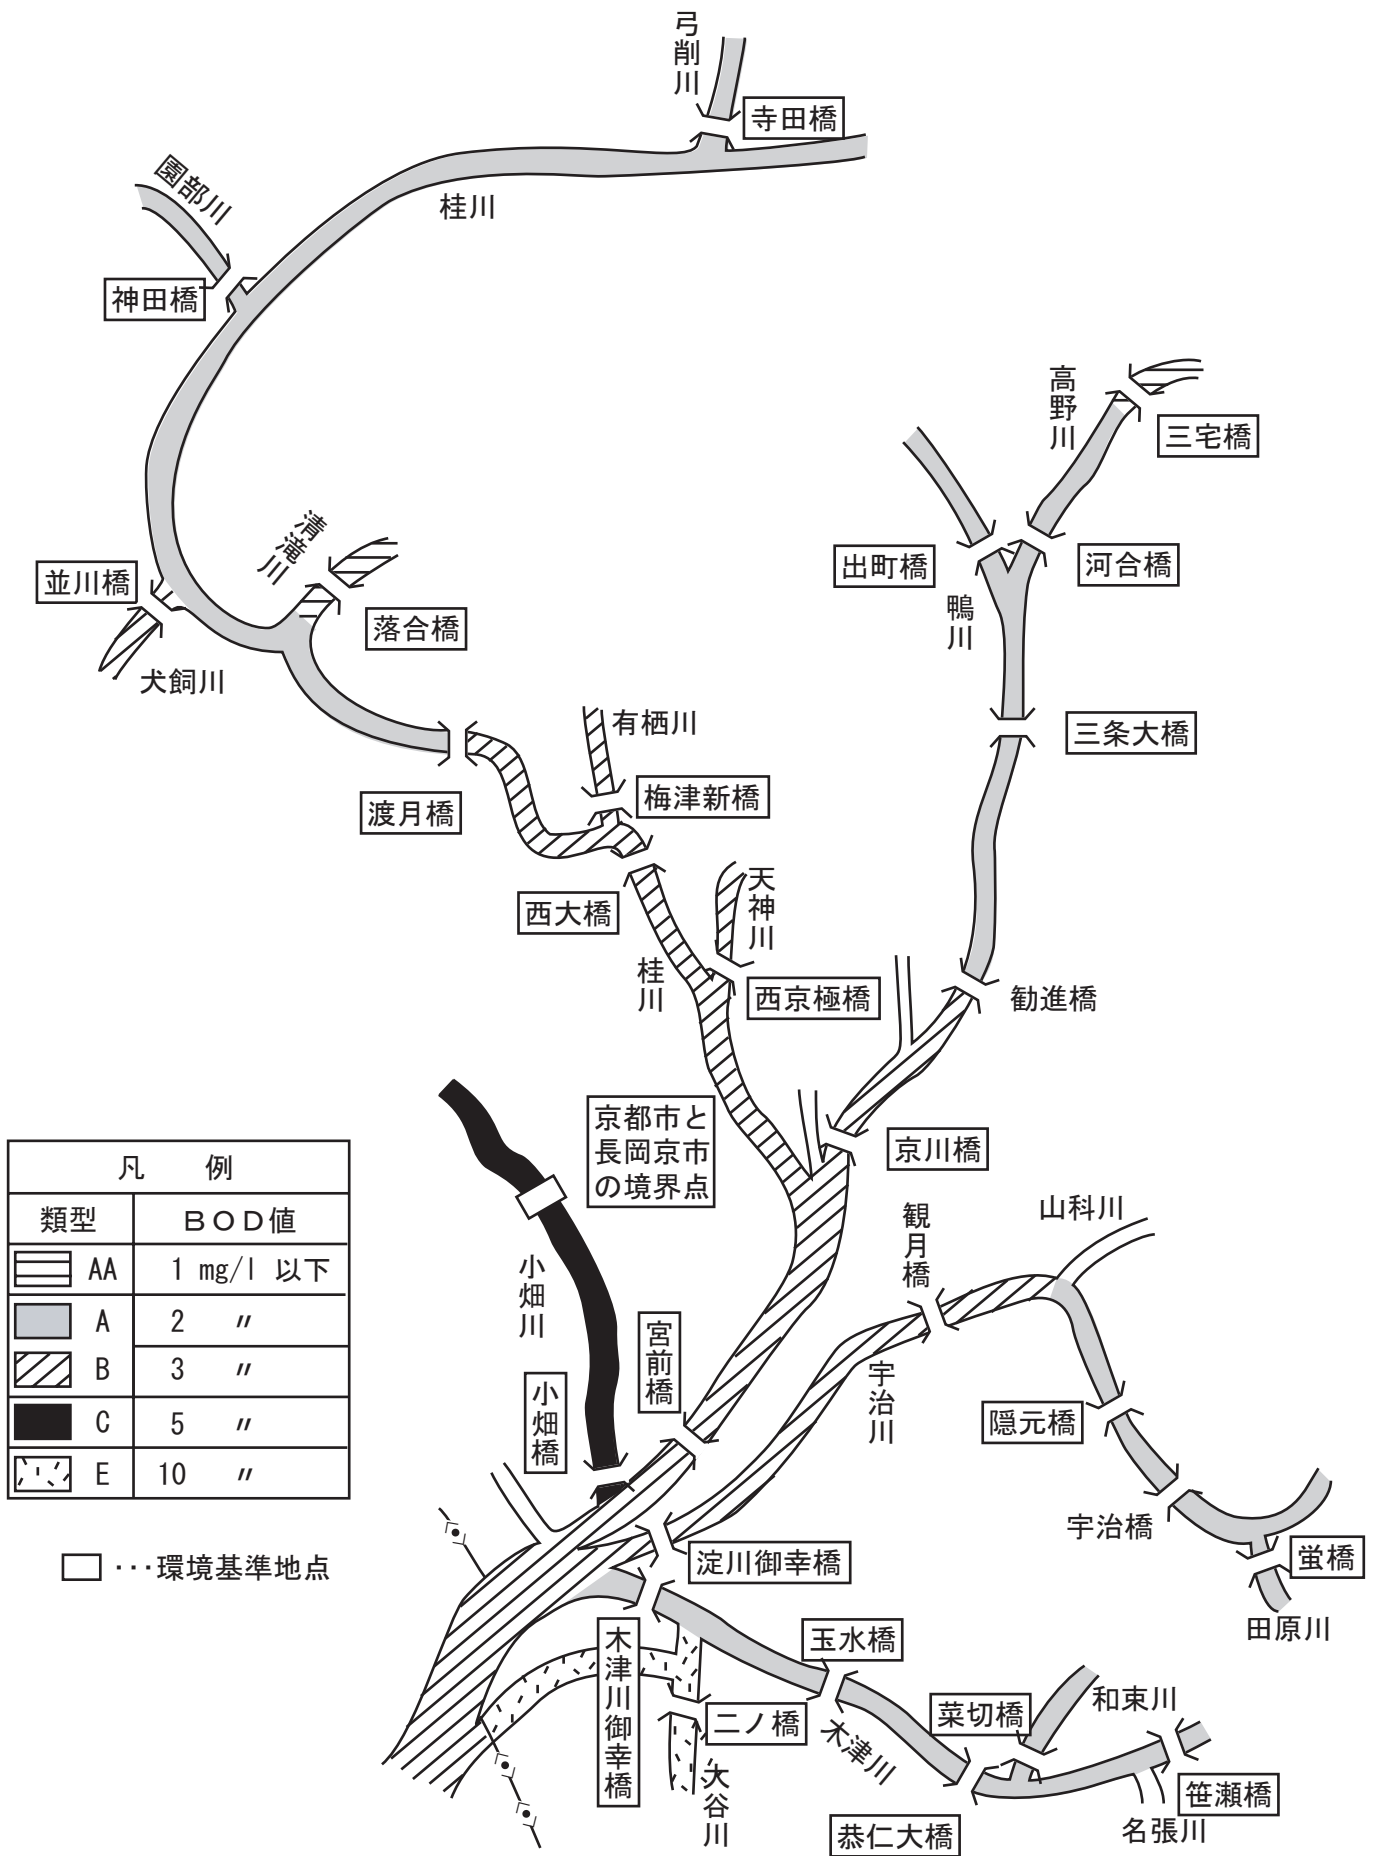 弓削川
寺田橋
園部川
桂川
神田橋
高野川
三宅橋
清滝川
並川橋
落合橋
犬飼川
出町橋
河合橋
鴨川
有栖川
三条大橋
渡月橋
梅津新橋
西大橋
天神川
桂川
西京極橋
勧進橋
京都市と
長岡京市
の境界点
京川橋
凡 例
類型 BOD値
AA 1 mg/l 以下
A 2 〃
B 3 〃
C 5 〃
E 10 〃
山科川
観月橋
小畑川
宮前橋
宇治川
小畑橋
隠元橋
宇治橋
蛍橋
淀川御幸橋
…環境基準地点
田原川
木津川御幸橋
玉水橋
二ノ橋
木津川
菜切橋
和束川
大谷川
笹瀬橋
名張川
恭仁大橋